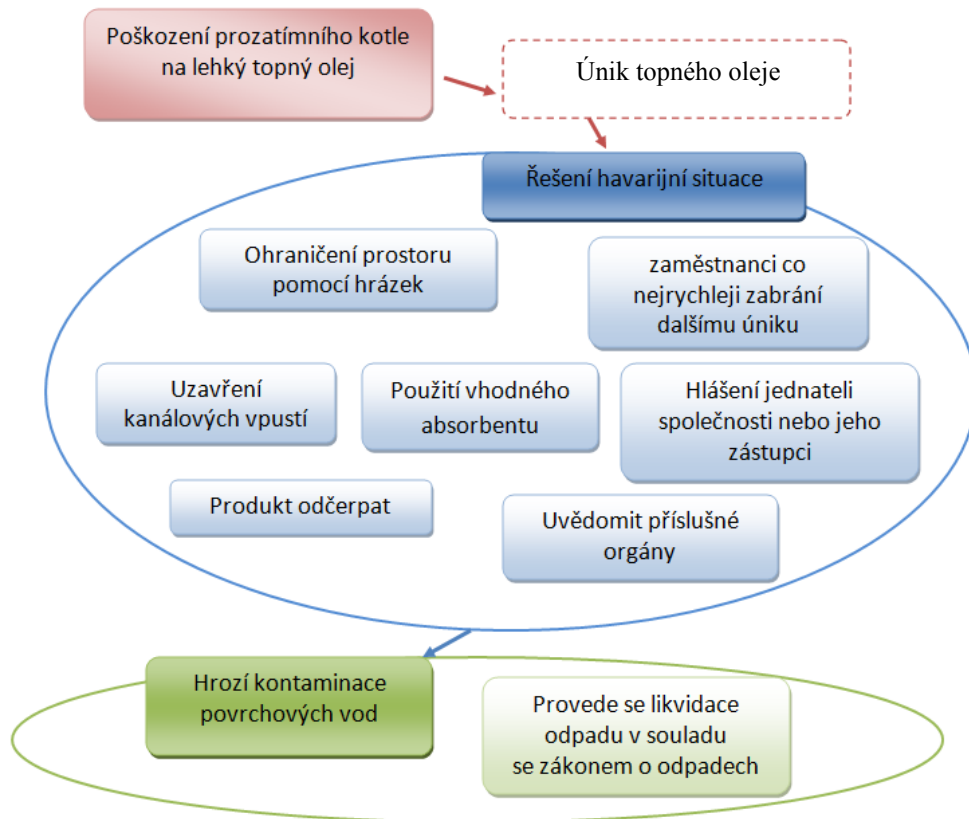 Poškození prozatímního kotle
na lehký topný olej
Únik topného oleje
Řešení havarijní situace
Ohraničení prostoru
pomocí hrázek
zaměstnanci co
nejrychleji zabrání
dalšímu úniku
Uzavření
kanálových vpustí
Použití vhodného
absorbentu
Hlášení jednateli
společnosti nebo jeho
zástupci
Produkt odčerpat
Uvědomit příslušné
orgány
Hrozí kontaminace
povrchových vod
Provede se likvidace
odpadu v souladu
se zákonem o odpadech